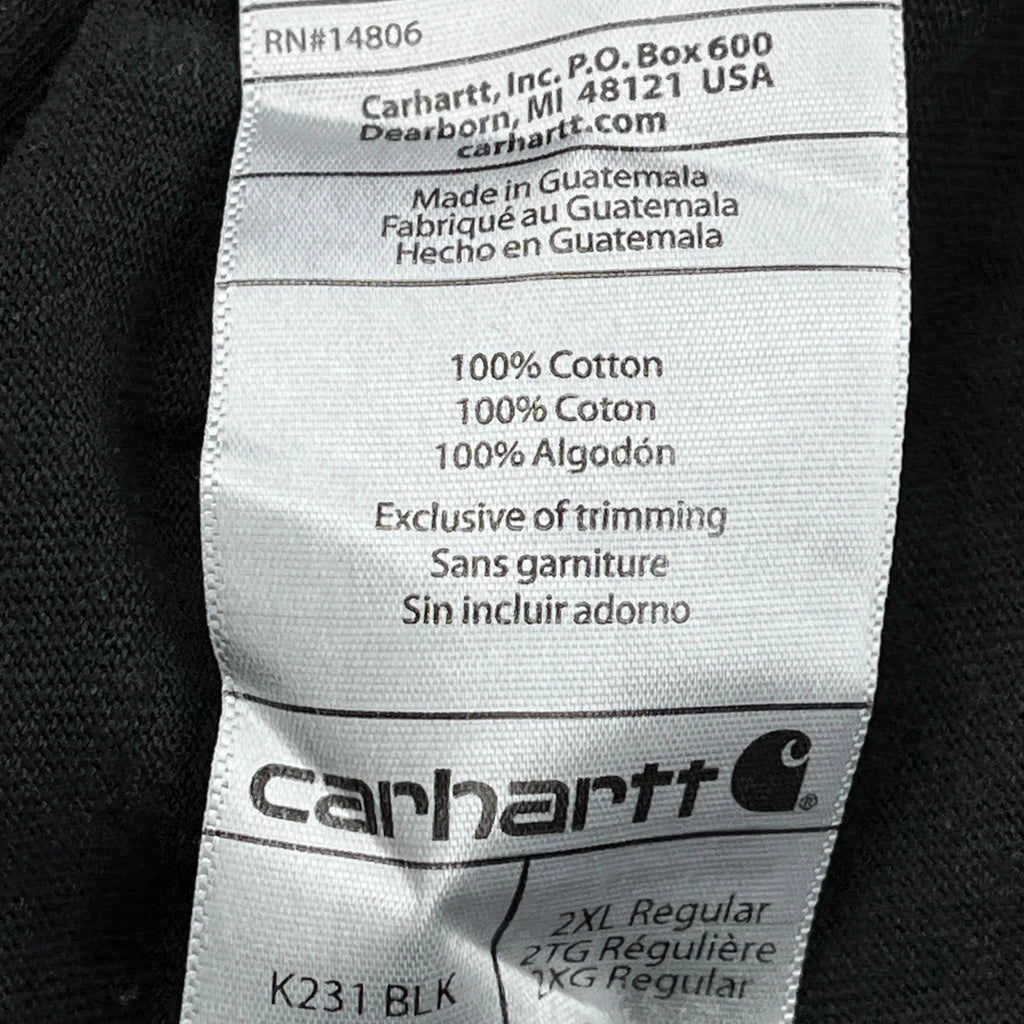 RN#14806
Carhartt, Inc. P.O. Box 600
Dearborn, MI 48121 USA
carhartt.com
Made in Guatemala
Fabriqué au Guatemala
Hecho en Guatemala
100% Cotton
100% Coton
100% Algodón
Exclusive of trimming
Sans garniture
Sin incluir adorno
carhartt ®
K231 BLK
2XL Regular
2TG Régulière
2XG Regular